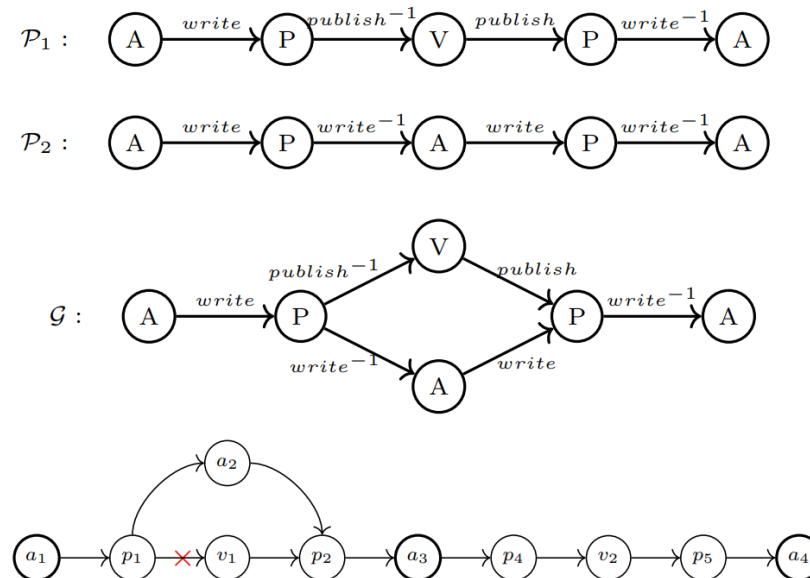 write publish⁻¹ publish write⁻¹
𝒫₁ : A P V P A
write write⁻¹ write write⁻¹
𝒫₂ : A P A P A
V
publish⁻¹ publish
write write⁻¹
𝒢 : A P P A
write⁻¹ write
A
a₂
a₁ p₁ v₁ p₂ a₃ p₄ v₂ p₅ a₄